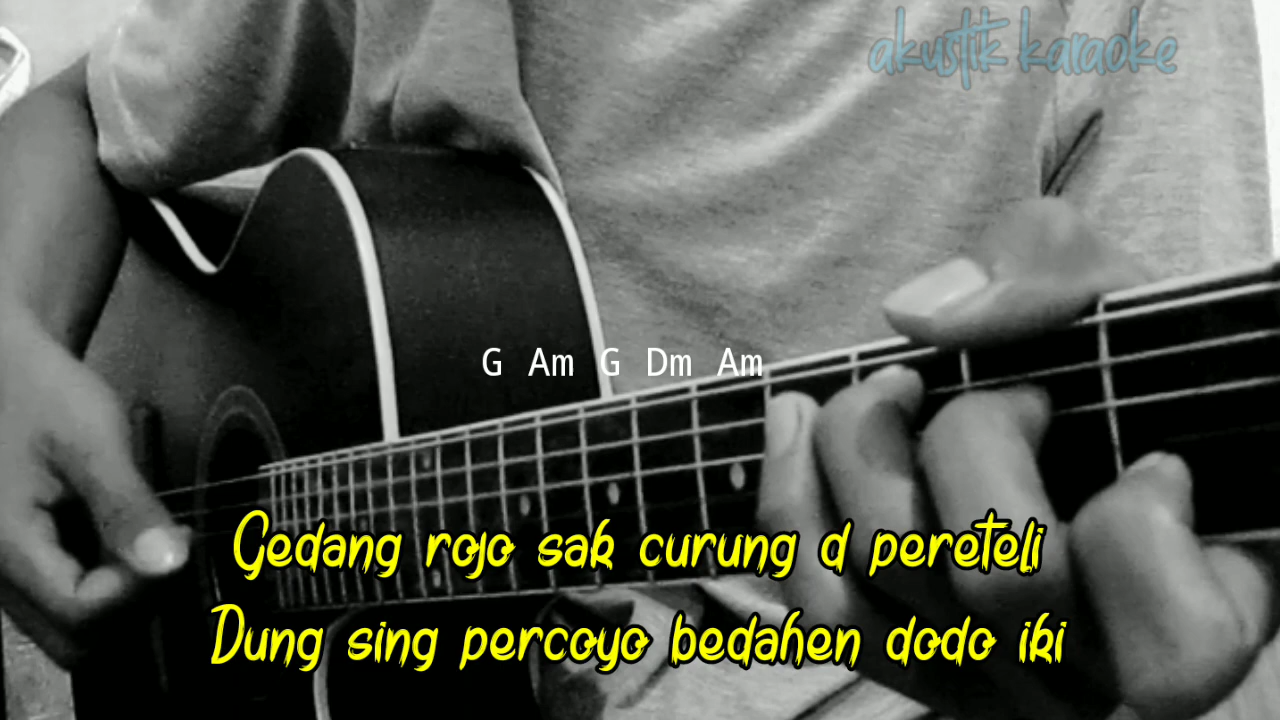 akustik karaoke
G Am G Dm Am
Gedang rojo sak curung d pereteli
Dung sing percoyo bedahen dodo iki